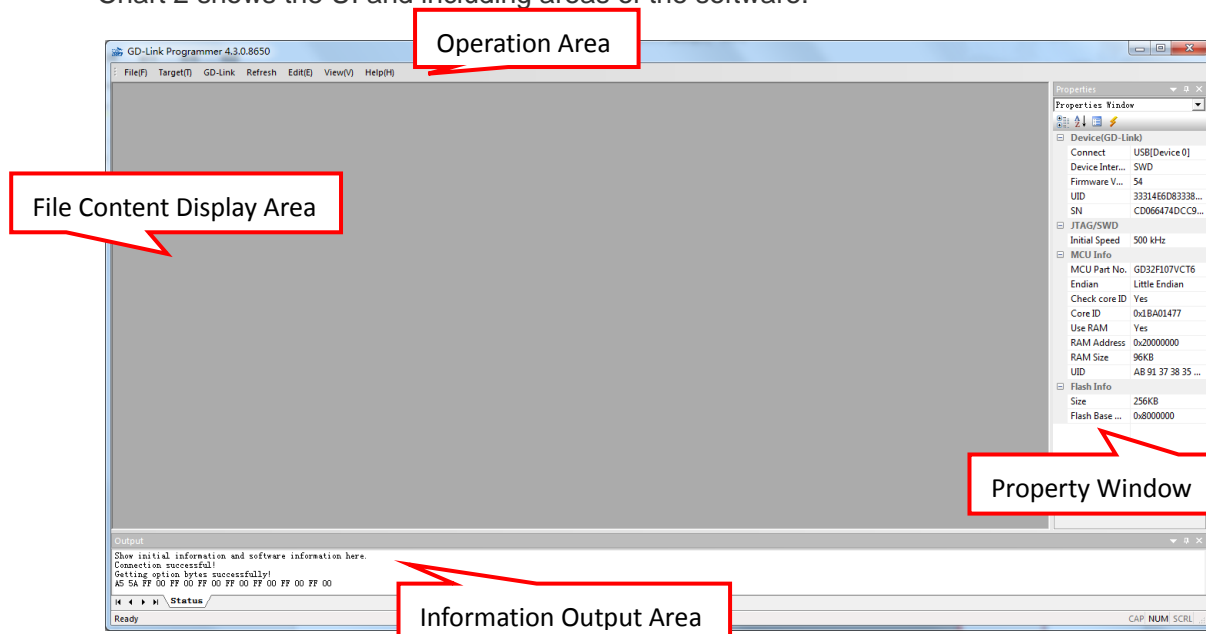 Chart 2 shows the UI and including areas of the software.
Operation Area
GD-Link Programmer 4.3.0.8650
File(F) Target(T) GD-Link Refresh Edit(E) View(V) Help(H)
Properties
Properties Window
File Content Display Area
Device(GD-Link)
Connect USB[Device 0]
Device Inter... SWD
Firmware V... 54
UID 33314E6D83338...
SN CD066474DCC9...
JTAG/SWD
Initial Speed 500 kHz
MCU Info
MCU Part No. GD32F107VCT6
Endian Little Endian
Check core ID Yes
Core ID 0x1BA01477
Use RAM Yes
RAM Address 0x20000000
RAM Size 96KB
UID AB 91 37 38 35 ...
Flash Info
Size 256KB
Flash Base ... 0x8000000
Property Window
Output
Show initial information and software information here.
Connection successful!
Getting option bytes successfully!
A5 5A FF 00 FF 00 FF 00 FF 00 FF 00 FF 00 FF 00
Status
Information Output Area
Ready
CAP NUM SCRL